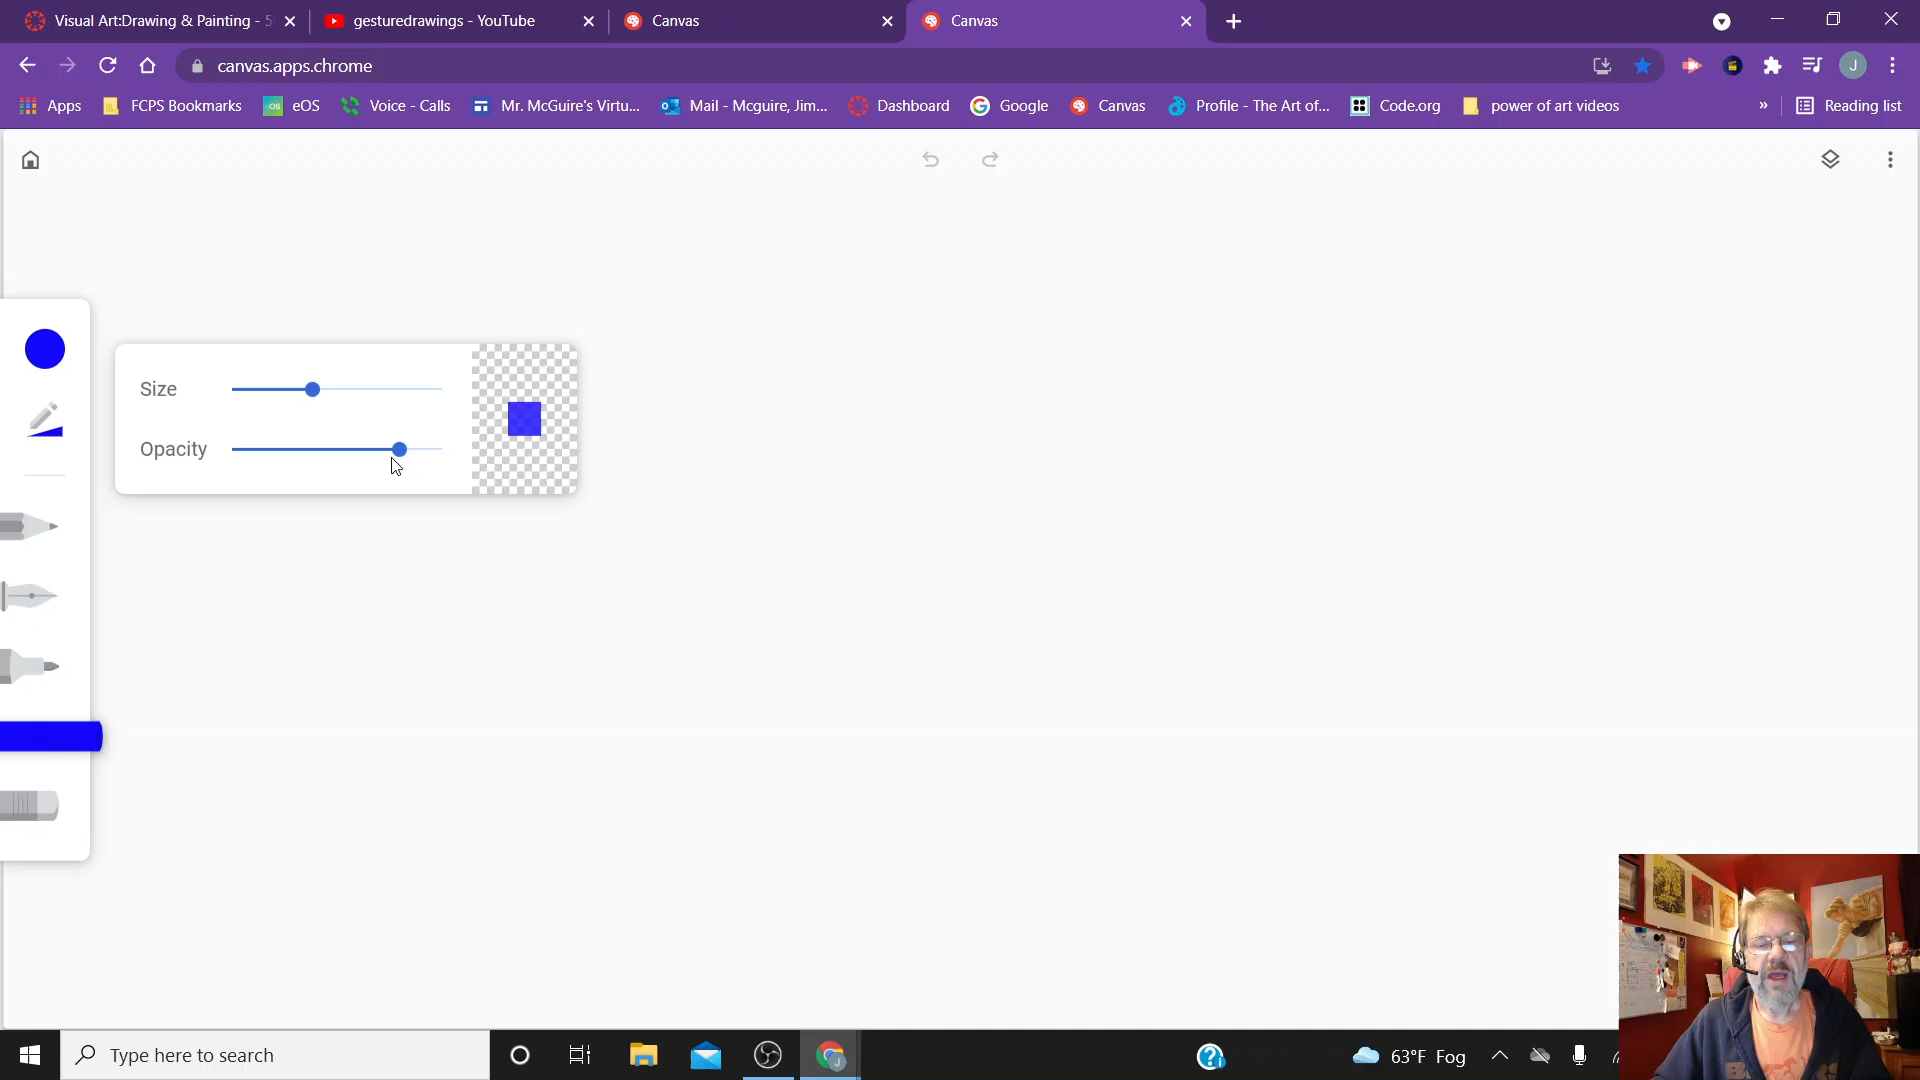 Visual Art:Drawing & Painting - 5
gesturedrawings - YouTube
Canvas
Canvas
canvas.apps.chrome
J
Apps
FCPS Bookmarks
eOS
Voice - Calls
Mr. McGuire's Virtu...
Mail - Mcguire, Jim...
Dashboard
Google
Canvas
Profile - The Art of...
Code.org
power of art videos
»
Reading list
Size
Opacity
Type here to search
63°F Fog